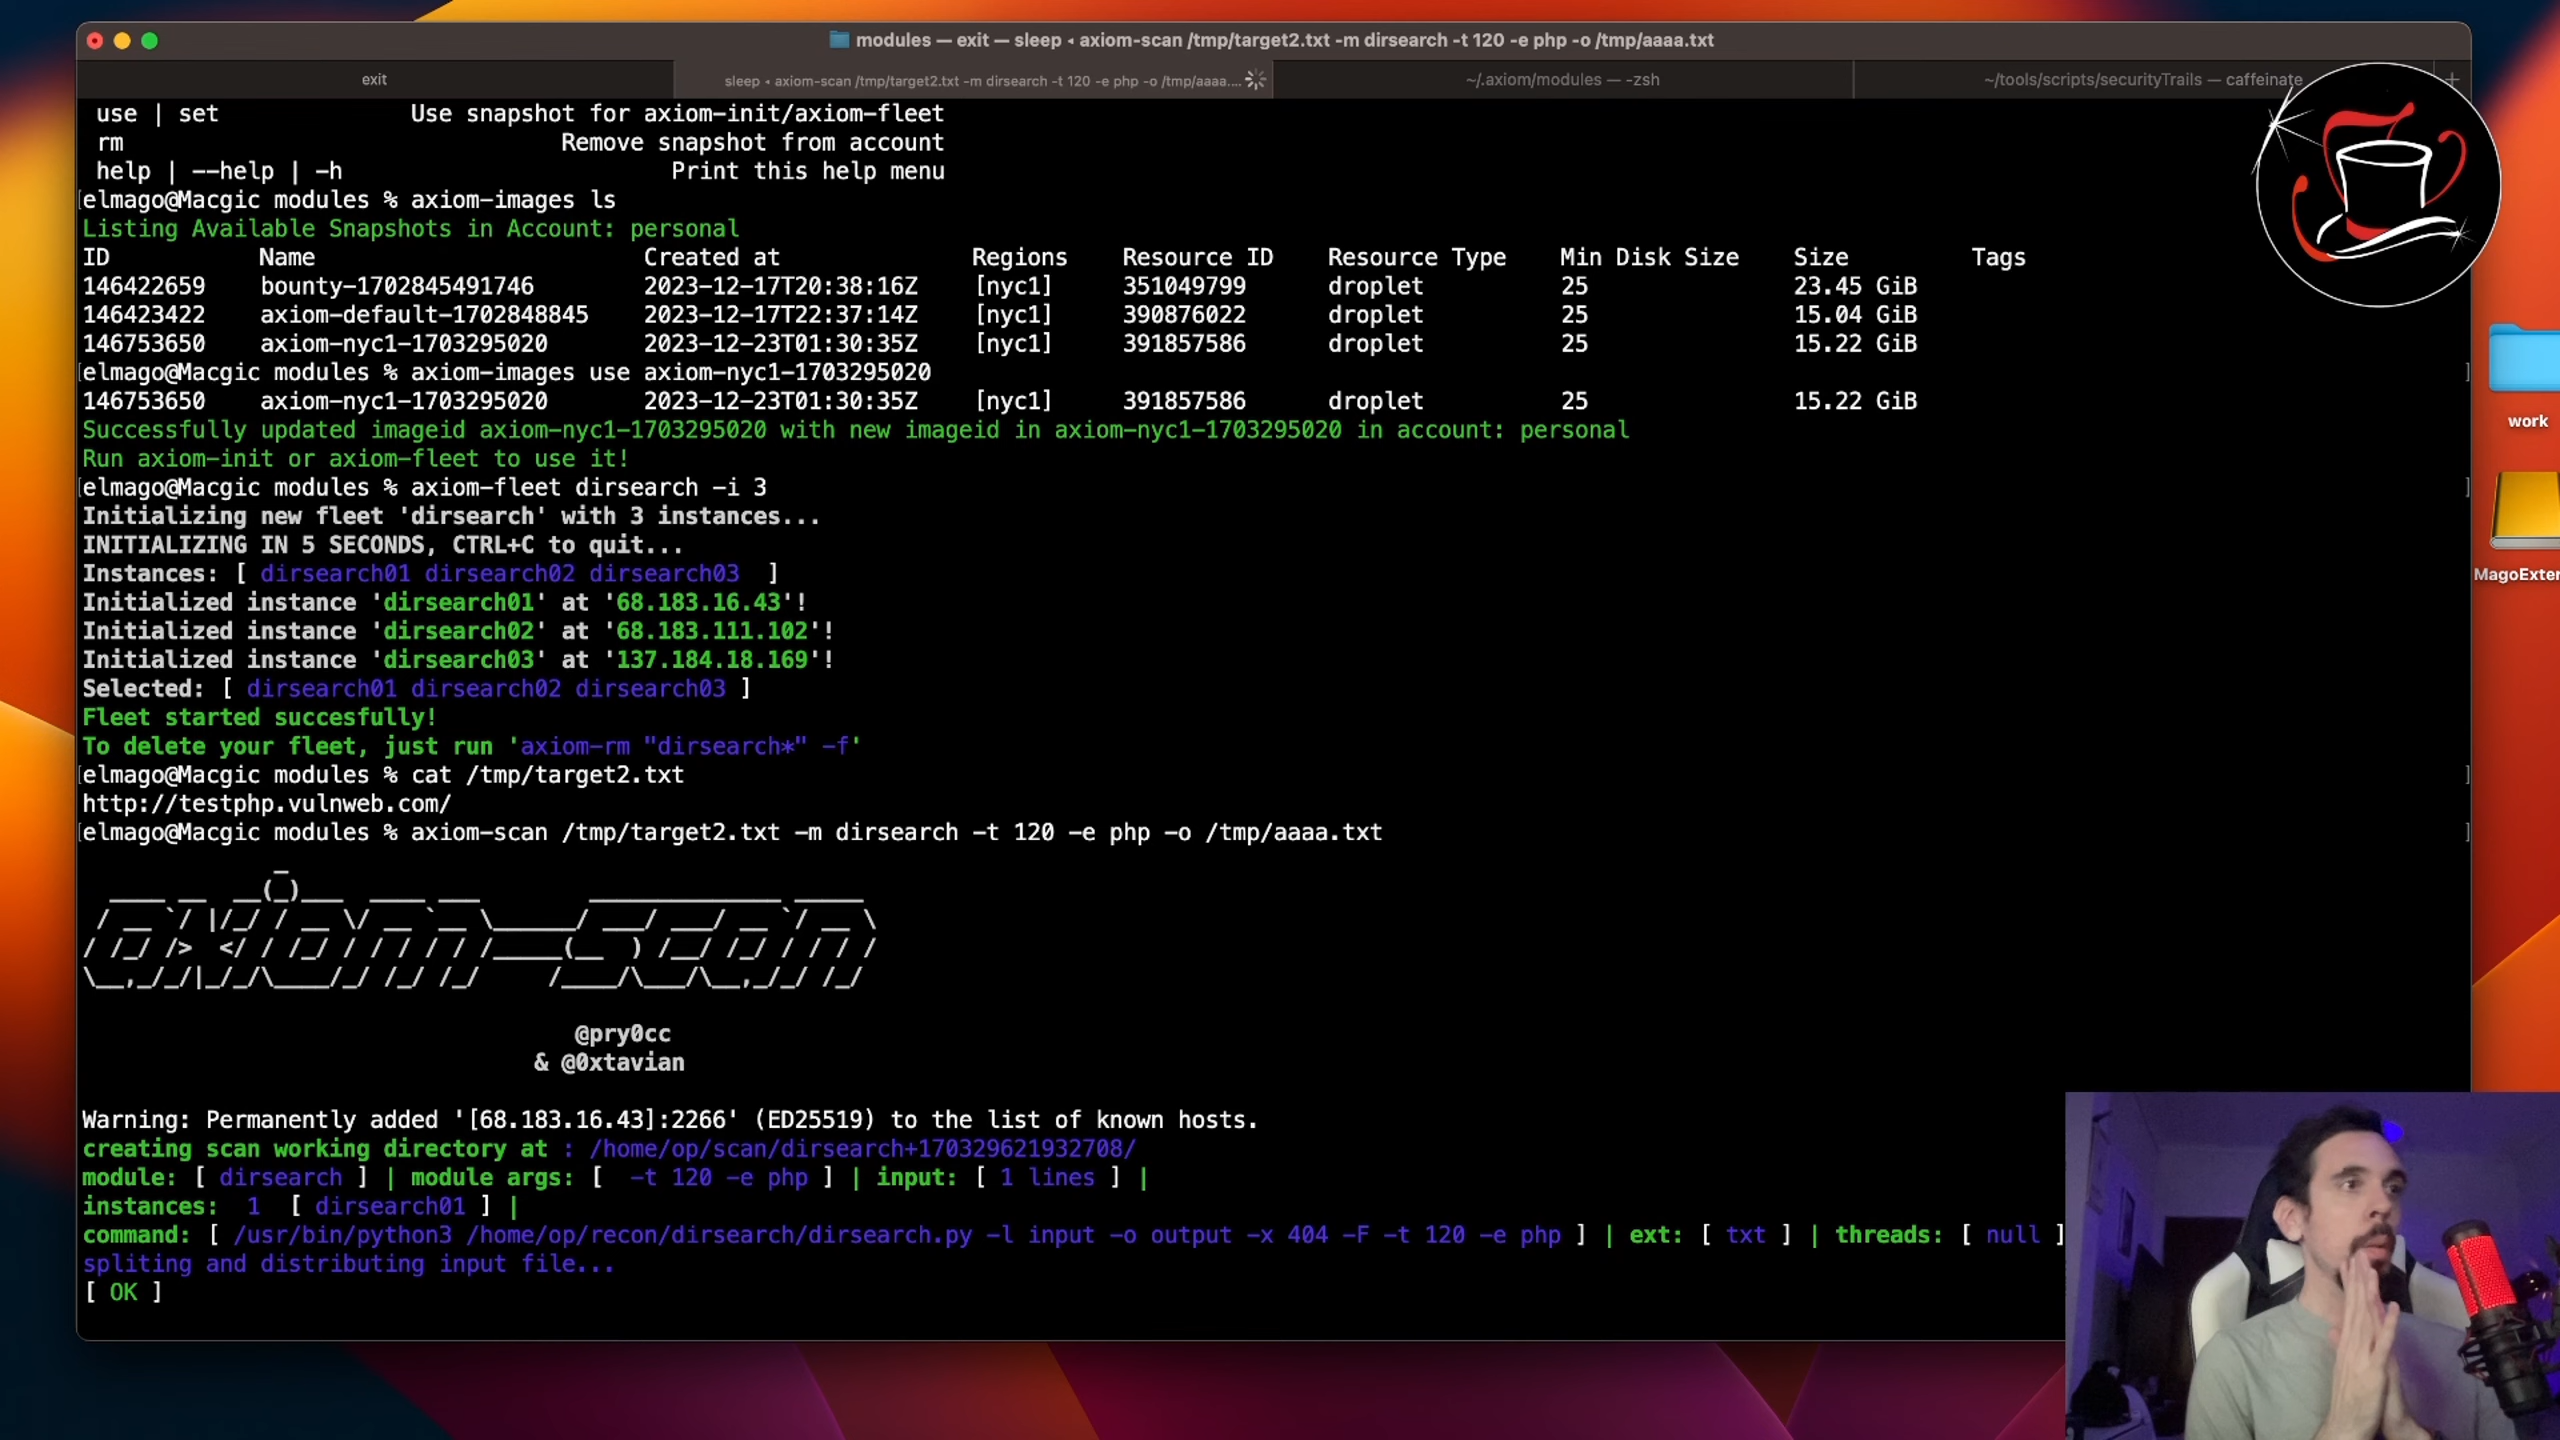 modules — exit — sleep ◂ axiom-scan /tmp/target2.txt -m dirsearch -t 120 -e php -o /tmp/aaaa.txt
exit
sleep ◂ axiom-scan /tmp/target2.txt -m dirsearch -t 120 -e php -o /tmp/aaaa....
~/.axiom/modules — -zsh
~/tools/scripts/securityTrails — caffeinate
use | set Use snapshot for axiom-init/axiom-fleet
rm Remove snapshot from account
help | --help | -h Print this help menu
elmago@Macgic modules % axiom-images ls
Listing Available Snapshots in Account: personal
ID Name Created at Regions Resource ID Resource Type Min Disk Size Size Tags
146422659 bounty-1702845491746 2023-12-17T20:38:16Z [nyc1] 351049799 droplet 25 23.45 GiB
146423422 axiom-default-1702848845 2023-12-17T22:37:14Z [nyc1] 390876022 droplet 25 15.04 GiB
146753650 axiom-nyc1-1703295020 2023-12-23T01:30:35Z [nyc1] 391857586 droplet 25 15.22 GiB
elmago@Macgic modules % axiom-images use axiom-nyc1-1703295020
146753650 axiom-nyc1-1703295020 2023-12-23T01:30:35Z [nyc1] 391857586 droplet 25 15.22 GiB
Successfully updated imageid axiom-nyc1-1703295020 with new imageid in axiom-nyc1-1703295020 in account: personal
Run axiom-init or axiom-fleet to use it!
elmago@Macgic modules % axiom-fleet dirsearch -i 3
Initializing new fleet 'dirsearch' with 3 instances...
INITIALIZING IN 5 SECONDS, CTRL+C to quit...
Instances: [ dirsearch01 dirsearch02 dirsearch03 ]
Initialized instance 'dirsearch01' at '68.183.16.43'!
Initialized instance 'dirsearch02' at '68.183.111.102'!
Initialized instance 'dirsearch03' at '137.184.18.169'!
Selected: [ dirsearch01 dirsearch02 dirsearch03 ]
Fleet started succesfully!
To delete your fleet, just run 'axiom-rm "dirsearch*" -f'
elmago@Macgic modules % cat /tmp/target2.txt
http://testphp.vulnweb.com/
elmago@Macgic modules % axiom-scan /tmp/target2.txt -m dirsearch -t 120 -e php -o /tmp/aaaa.txt
axiom-scan
@pry0cc
& @0xtavian
Warning: Permanently added '[68.183.16.43]:2266' (ED25519) to the list of known hosts.
creating scan working directory at : /home/op/scan/dirsearch+170329621932708/
module: [ dirsearch ] | module args: [ -t 120 -e php ] | input: [ 1 lines ] |
instances: 1 [ dirsearch01 ] |
command: [ /usr/bin/python3 /home/op/recon/dirsearch/dirsearch.py -l input -o output -x 404 -F -t 120 -e php ] | ext: [ txt ] | threads: [ null ]
spliting and distributing input file...
[ OK ]
work
MagoExter